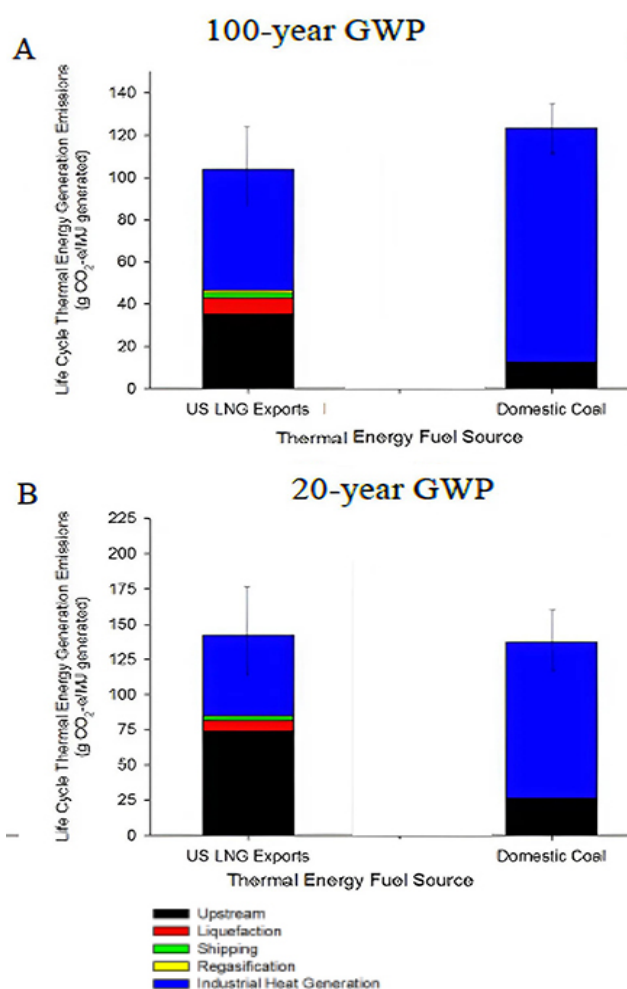 A
100-year GWP
Life Cycle Thermal Energy Generation Emissions
(g CO₂-e/MJ generated)
140
120
100
80
60
40
20
0
US LNG Exports
Domestic Coal
Thermal Energy Fuel Source
B
20-year GWP
Life Cycle Thermal Energy Generation Emissions
(g CO₂-e/MJ generated)
225
200
175
150
125
100
75
50
25
0
US LNG Exports
Domestic Coal
Thermal Energy Fuel Source
Upstream
Liquefaction
Shipping
Regasification
Industrial Heat Generation